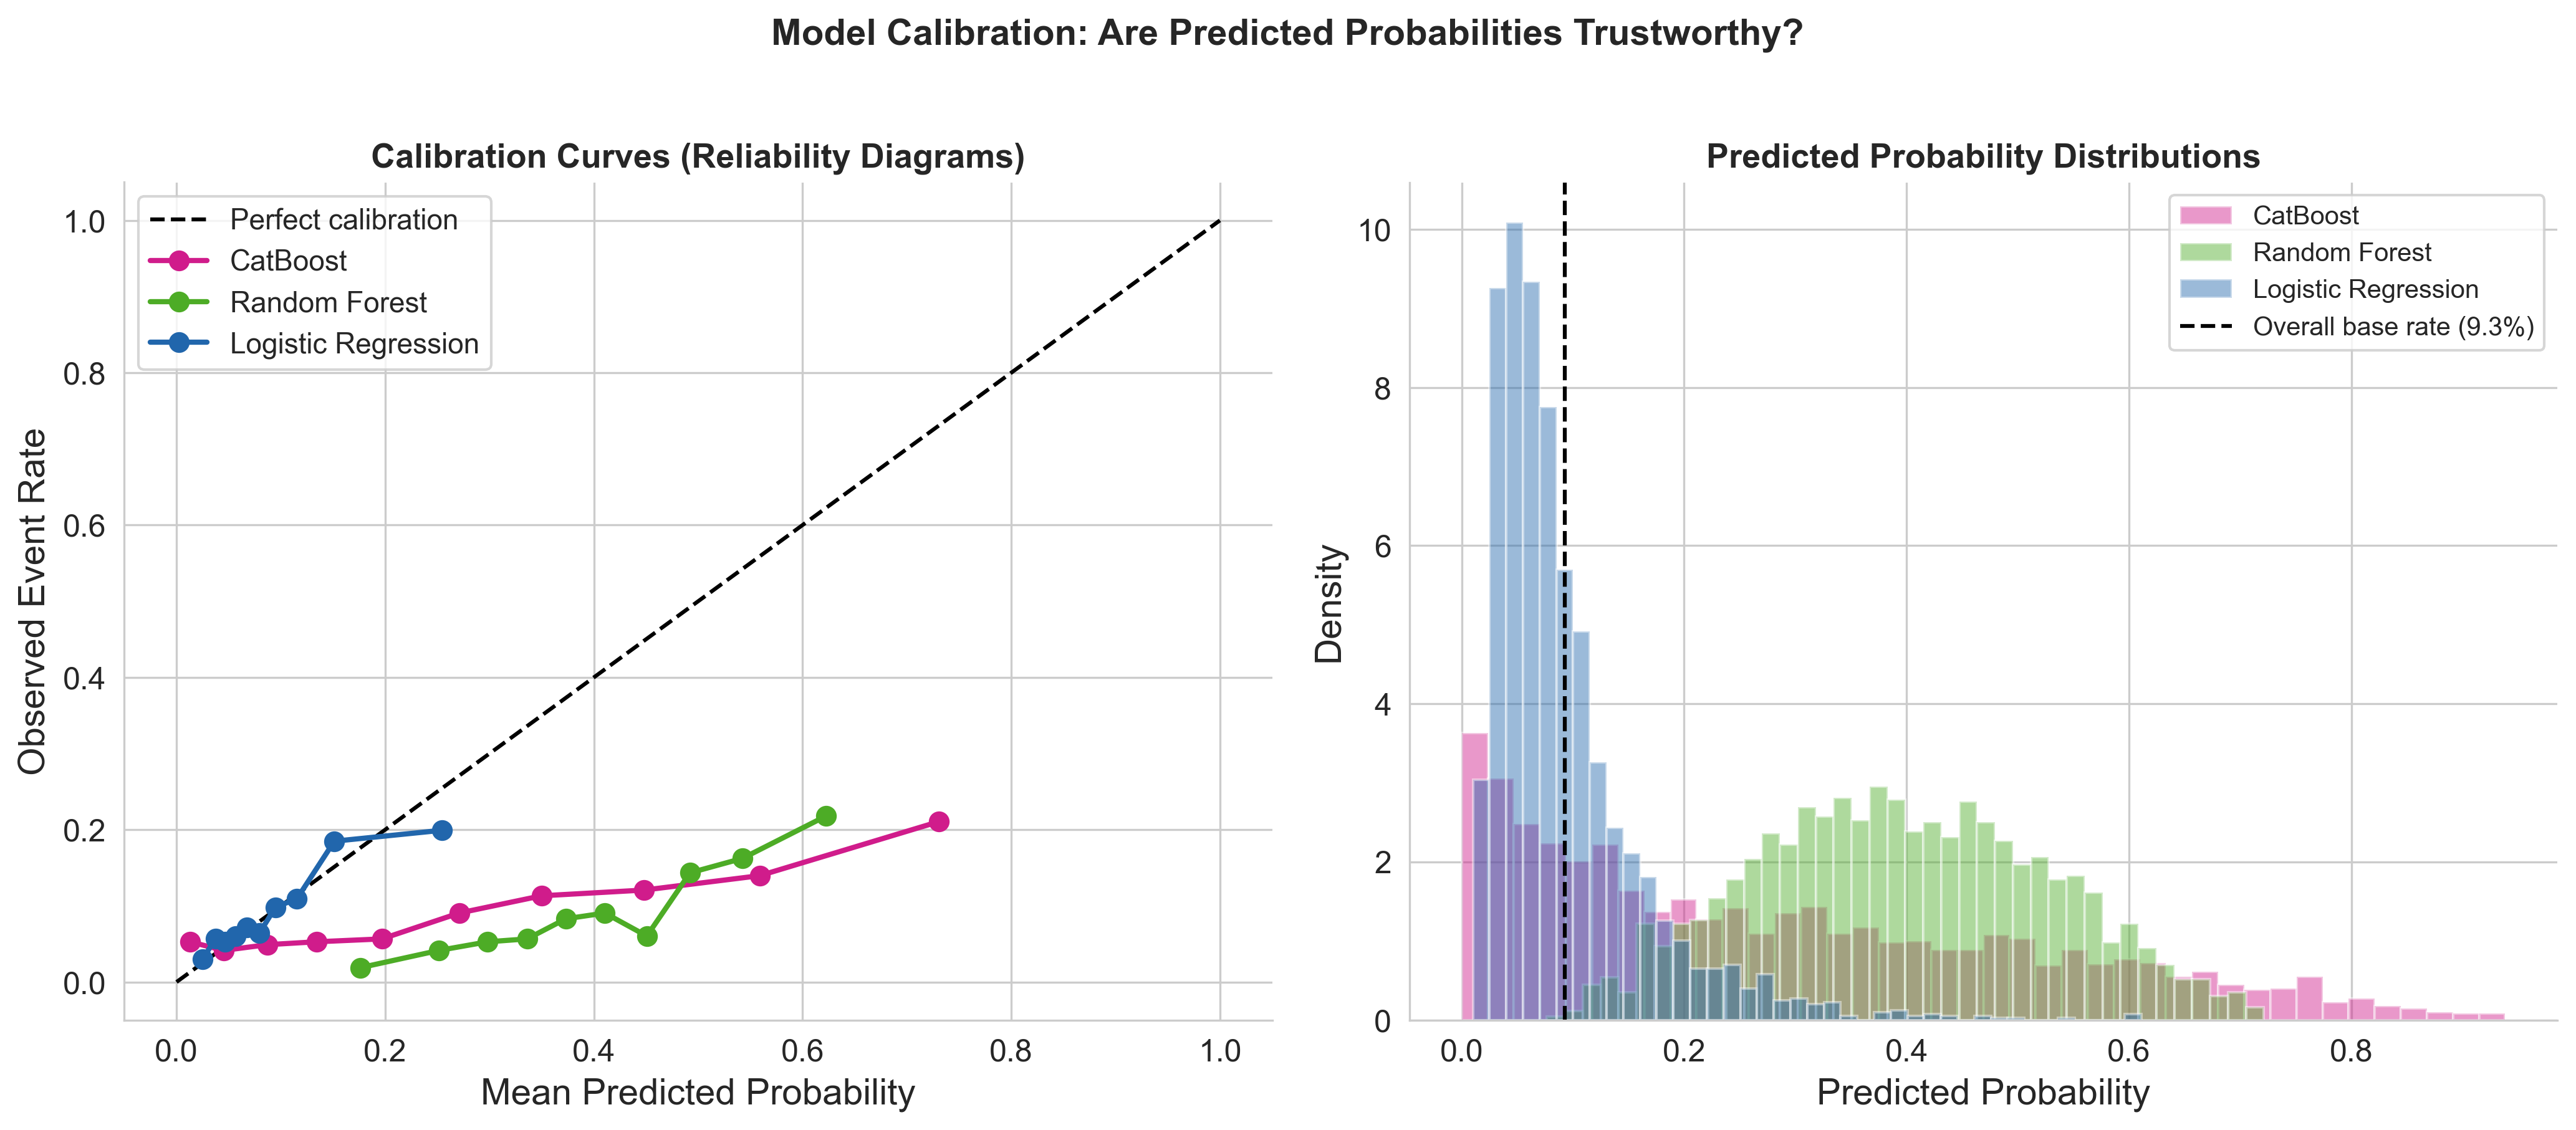 Model Calibration: Are Predicted Probabilities Trustworthy?
Calibration Curves (Reliability Diagrams)
Perfect calibration
CatBoost
Random Forest
Logistic Regression
1.0
0.8
0.6
0.4
0.2
0.0
Observed Event Rate
0.0 0.2 0.4 0.6 0.8 1.0
Mean Predicted Probability
Predicted Probability Distributions
CatBoost
Random Forest
Logistic Regression
Overall base rate (9.3%)
10
8
6
4
2
0
Density
0.0 0.2 0.4 0.6 0.8
Predicted Probability